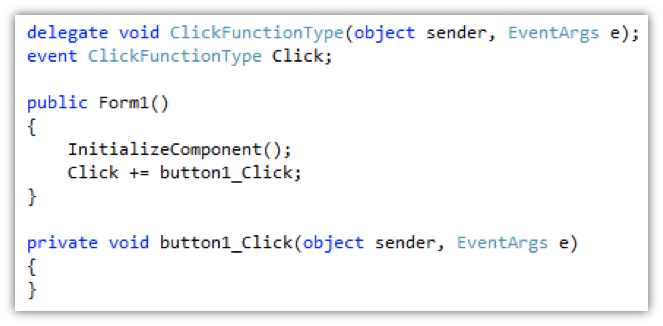 delegate void ClickFunctionType(object sender, EventArgs e);
event ClickFunctionType Click;
public Form1()
{
InitializeComponent();
Click += button1_Click;
}
private void button1_Click(object sender, EventArgs e)
{
}